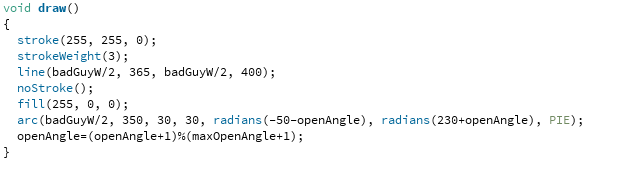 void draw()
{
  stroke(255, 255, 0);
  strokeWeight(3);
  line(badGuyW/2, 365, badGuyW/2, 400);
  noStroke();
  fill(255, 0, 0);
  arc(badGuyW/2, 350, 30, 30, radians(-50-openAngle), radians(230+openAngle), PIE);
  openAngle=(openAngle+1)%(maxOpenAngle+1);
}